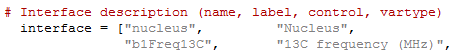 # Interface description (name, label, control, vartype)
interface = ["nucleus", "Nucleus",
"b1Freq13C", "13C frequency (MHz)",